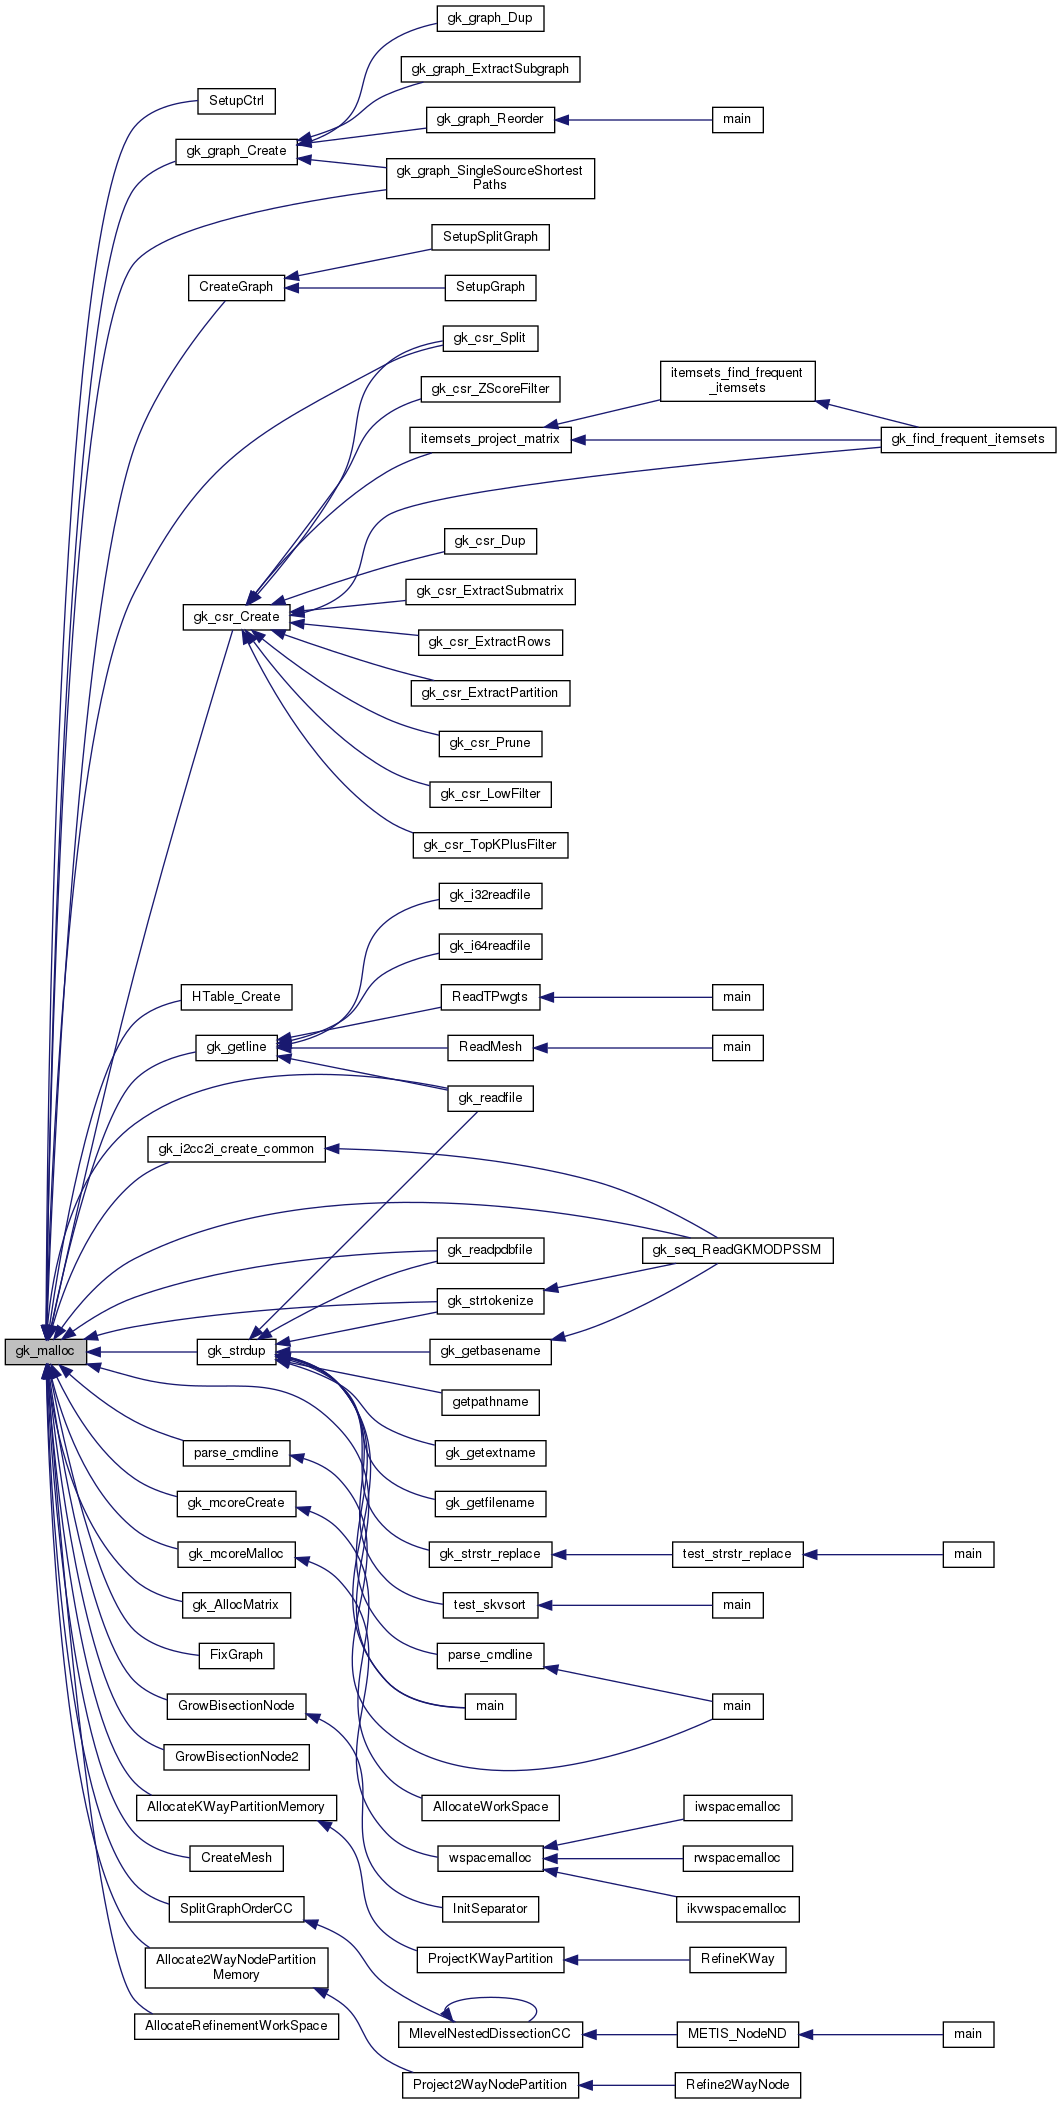 gk_graph_Dup
gk_graph_ExtractSubgraph
SetupCtrl
gk_graph_Reorder
main
gk_graph_Create
gk_graph_SingleSourceShortest
Paths
SetupSplitGraph
CreateGraph
SetupGraph
gk_csr_Split
itemsets_find_frequent
_itemsets
gk_csr_ZScoreFilter
itemsets_project_matrix
gk_find_frequent_itemsets
gk_csr_Dup
gk_csr_ExtractSubmatrix
gk_csr_Create
gk_csr_ExtractRows
gk_csr_ExtractPartition
gk_csr_Prune
gk_csr_LowFilter
gk_csr_TopKPlusFilter
gk_i32readfile
gk_i64readfile
HTable_Create
ReadTPwgts
main
gk_getline
ReadMesh
main
gk_readfile
gk_i2cc2i_create_common
gk_readpdbfile
gk_seq_ReadGKMODPSSM
gk_strtokenize
gk_malloc
gk_strdup
gk_getbasename
getpathname
parse_cmdline
gk_getextname
gk_mcoreCreate
gk_getfilename
gk_mcoreMalloc
gk_strstr_replace
test_strstr_replace
main
gk_AllocMatrix
test_skvsort
main
FixGraph
parse_cmdline
GrowBisectionNode
main
main
GrowBisectionNode2
AllocateKWayPartitionMemory
AllocateWorkSpace
iwspacemalloc
CreateMesh
wspacemalloc
rwspacemalloc
SplitGraphOrderCC
InitSeparator
ikvwspacemalloc
Allocate2WayNodePartition
Memory
ProjectKWayPartition
RefineKWay
AllocateRefinementWorkSpace
MlevelNestedDissectionCC
METIS_NodeND
main
Project2WayNodePartition
Refine2WayNode